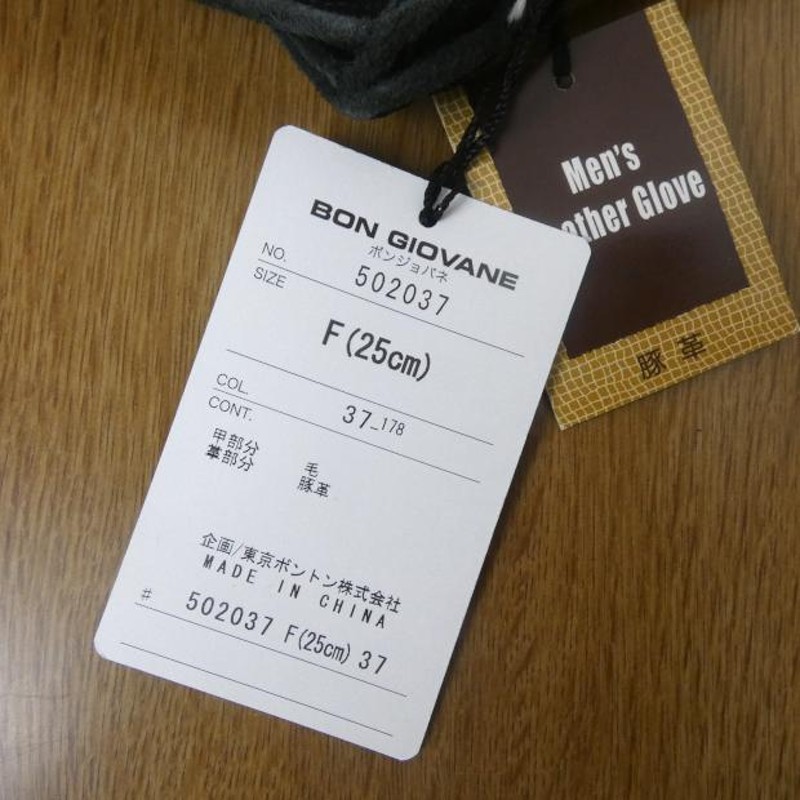 BON GIOVANE
ボンジョバネ
NO. 502037
SIZE
F(25cm)
COL. 37_178
CONT.
甲部分 毛
掌部分 豚革
企画/東京ボントン株式会社
MADE IN CHINA
# 502037 F(25cm) 37
Men's
other Glove
豚革